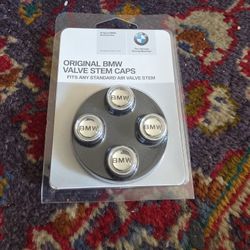 ORIGINAL BMW
VALVE STEM CAPS
FITS ANY STANDARD AIR VALVE STEM
BMW
BMW
BMW
BMW